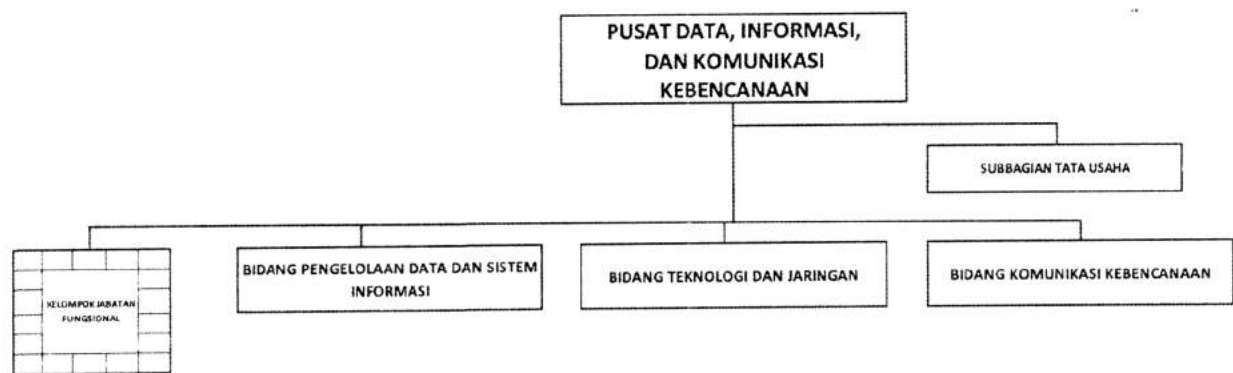 PUSAT DATA, INFORMASI,
DAN KOMUNIKASI
KEBENCANAAN
SUBBAGIAN TATA USAHA
KELOMPOK JABATAN
FUNGSIONAL
BIDANG PENGELOLAAN DATA DAN SISTEM
INFORMASI
BIDANG TEKNOLOGI DAN JARINGAN
BIDANG KOMUNIKASI KEBENCANAAN